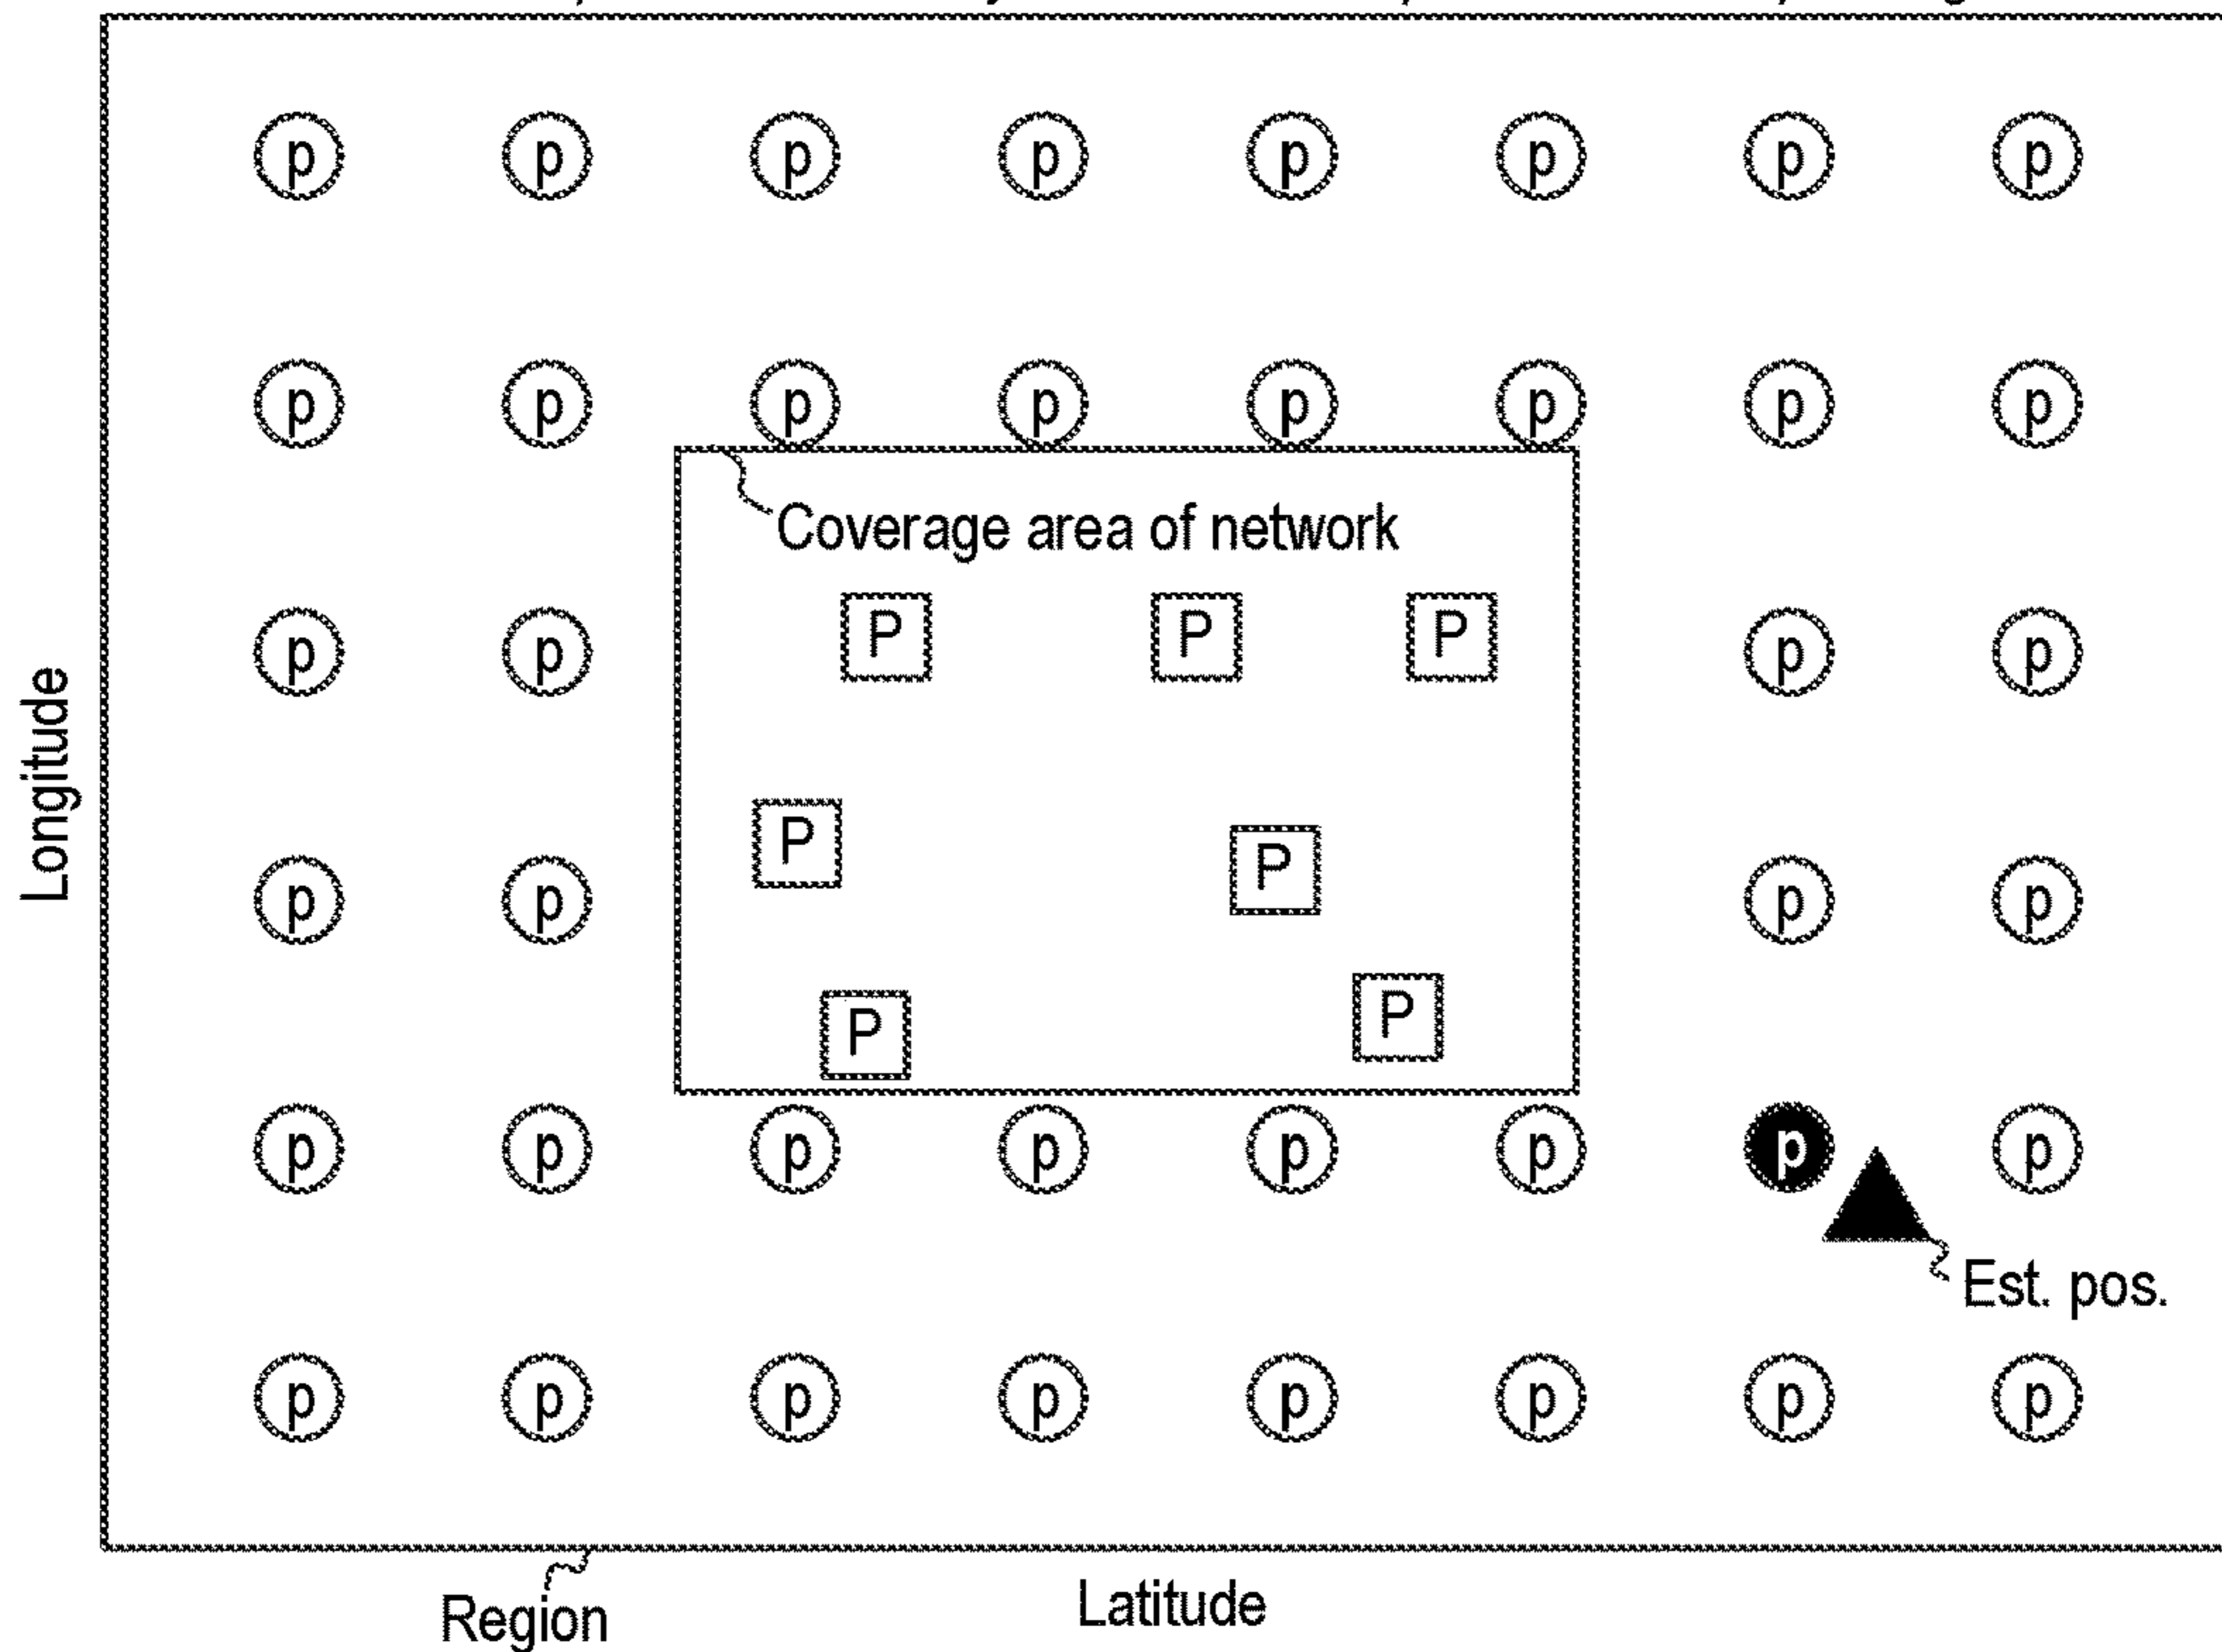 p p p p p p p p
p p p p p p p p
Coverage area of network
p p P P P p p
Longitude
p p P P p p
P P
p p p p p p p p
Est. pos.
p p p p p p p p
Region
Latitude